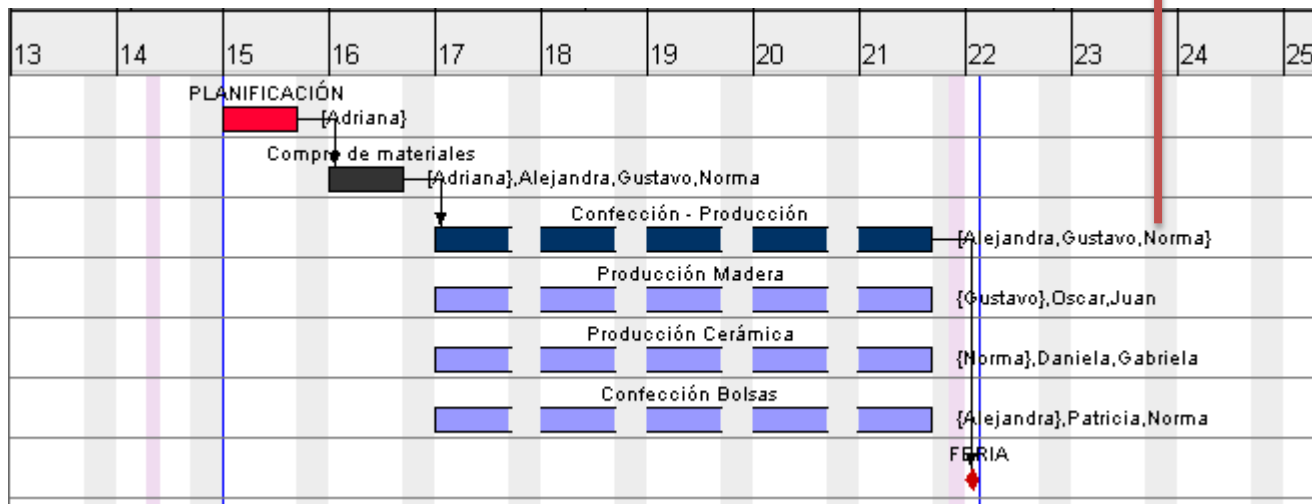 13 14 15 16 17 18 19 20 21 22 23 24 25
PLANIFICACIÓN
{Adriana}
Compra de materiales
{Adriana},Alejandra,Gustavo,Norma
Confección - Producción
{Alejandra,Gustavo,Norma}
Producción Madera
{Gustavo},Oscar,Juan
Producción Cerámica
{Norma},Daniela,Gabriela
Confección Bolsas
{Alejandra},Patricia,Norma
FERIA